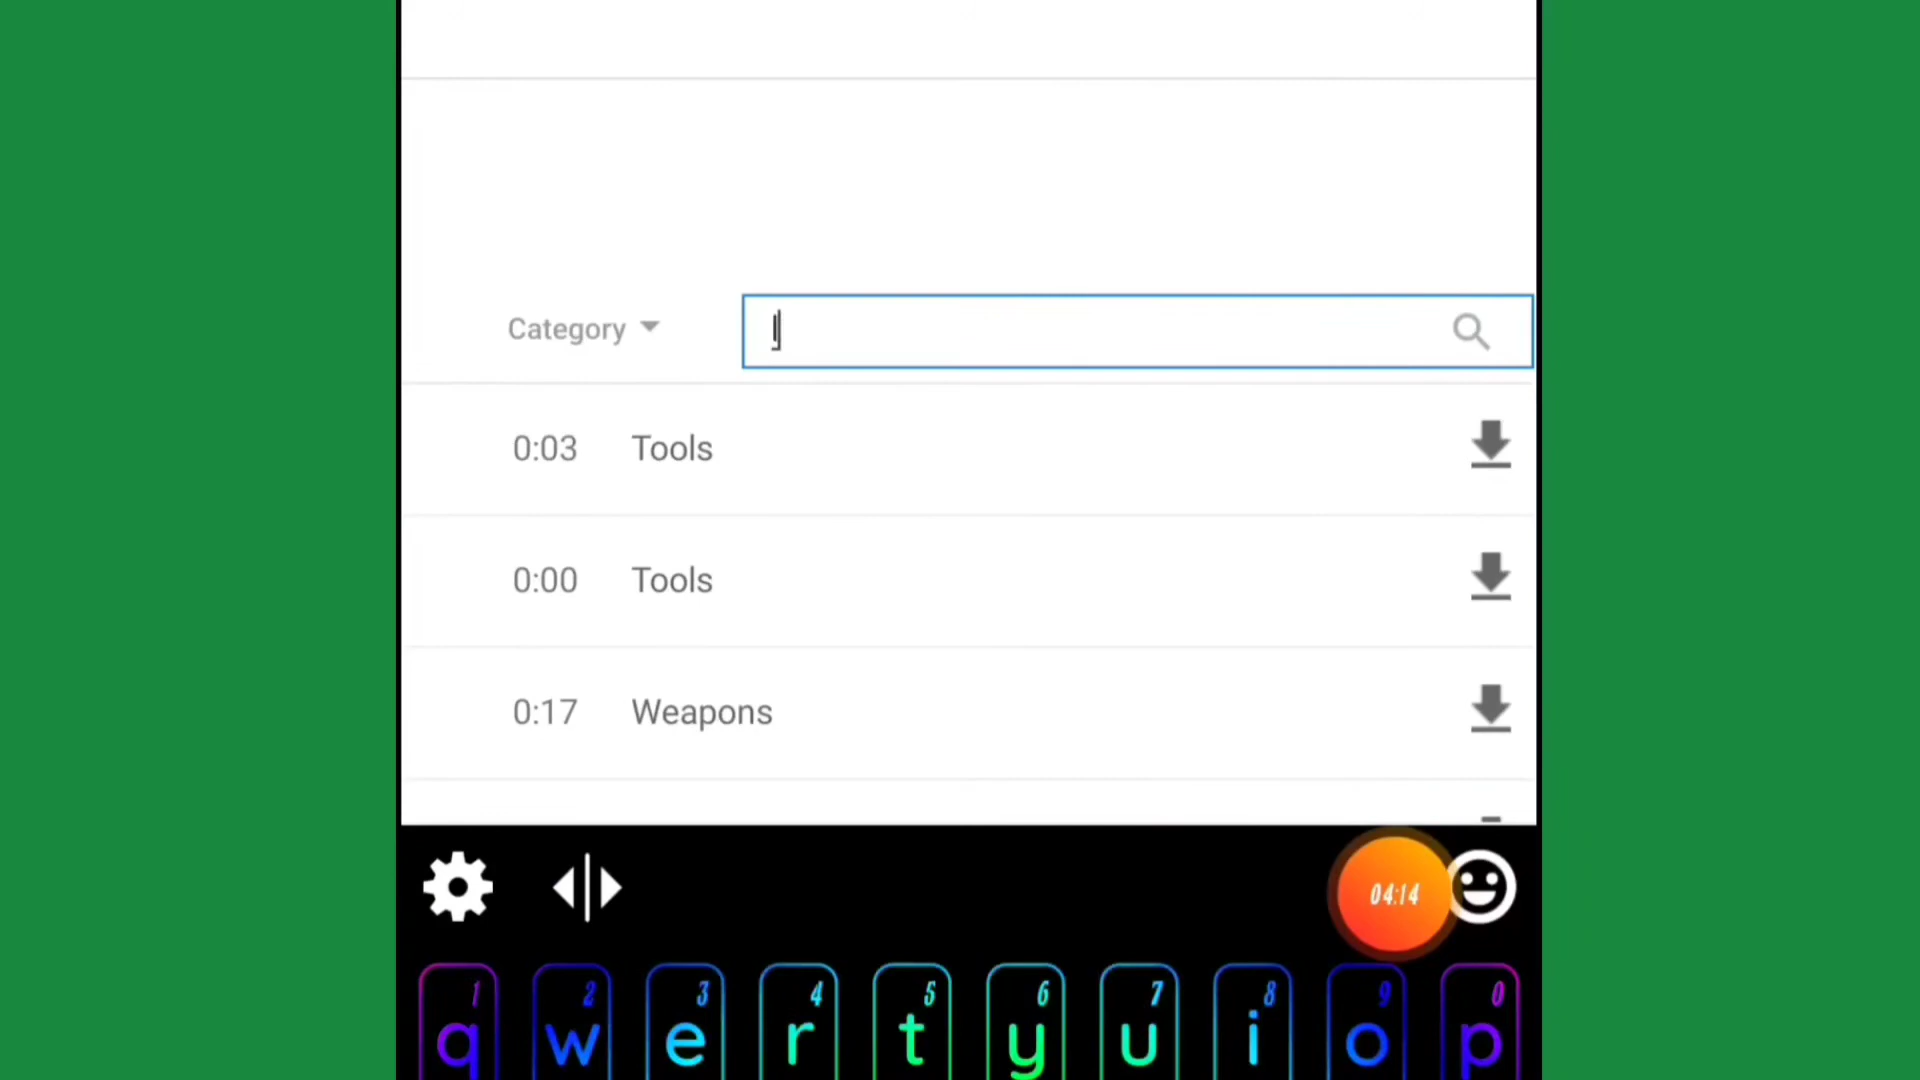 Category
0:03 Tools
0:00 Tools
0:17 Weapons
04:14
1 2 3 4 5 6 7 8 9 0
q w e r t y u i o p